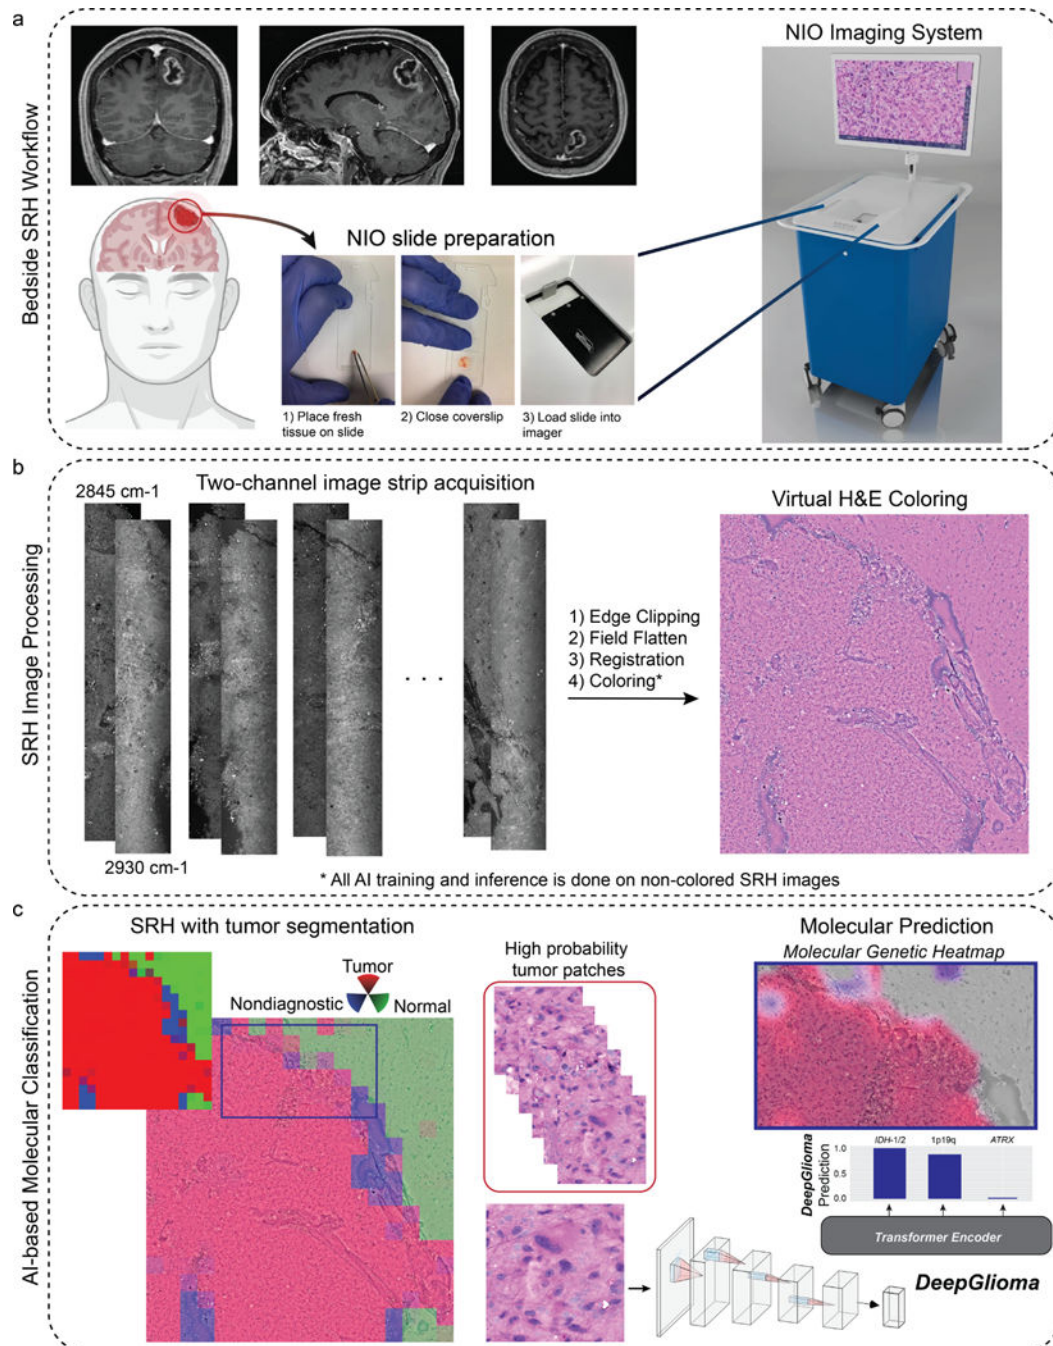 a
Bedside SRH Workflow
NIO Imaging System
NIO slide preparation
1) Place fresh
tissue on slide
2) Close coverslip
3) Load slide into
imager
b
SRH Image Processing
Two-channel image strip acquisition
2845 cm-1
2930 cm-1
1) Edge Clipping
2) Field Flatten
3) Registration
4) Coloring*
Virtual H&E Coloring
* All AI training and inference is done on non-colored SRH images
c
AI-based Molecular Classification
SRH with tumor segmentation
Tumor
Nondiagnostic
Normal
High probability
tumor patches
Molecular Prediction
Molecular Genetic Heatmap
DeepGlioma
Prediction
1.0
0.5
0.0
IDH-1/2
1p19q
ATRX
Transformer Encoder
DeepGlioma